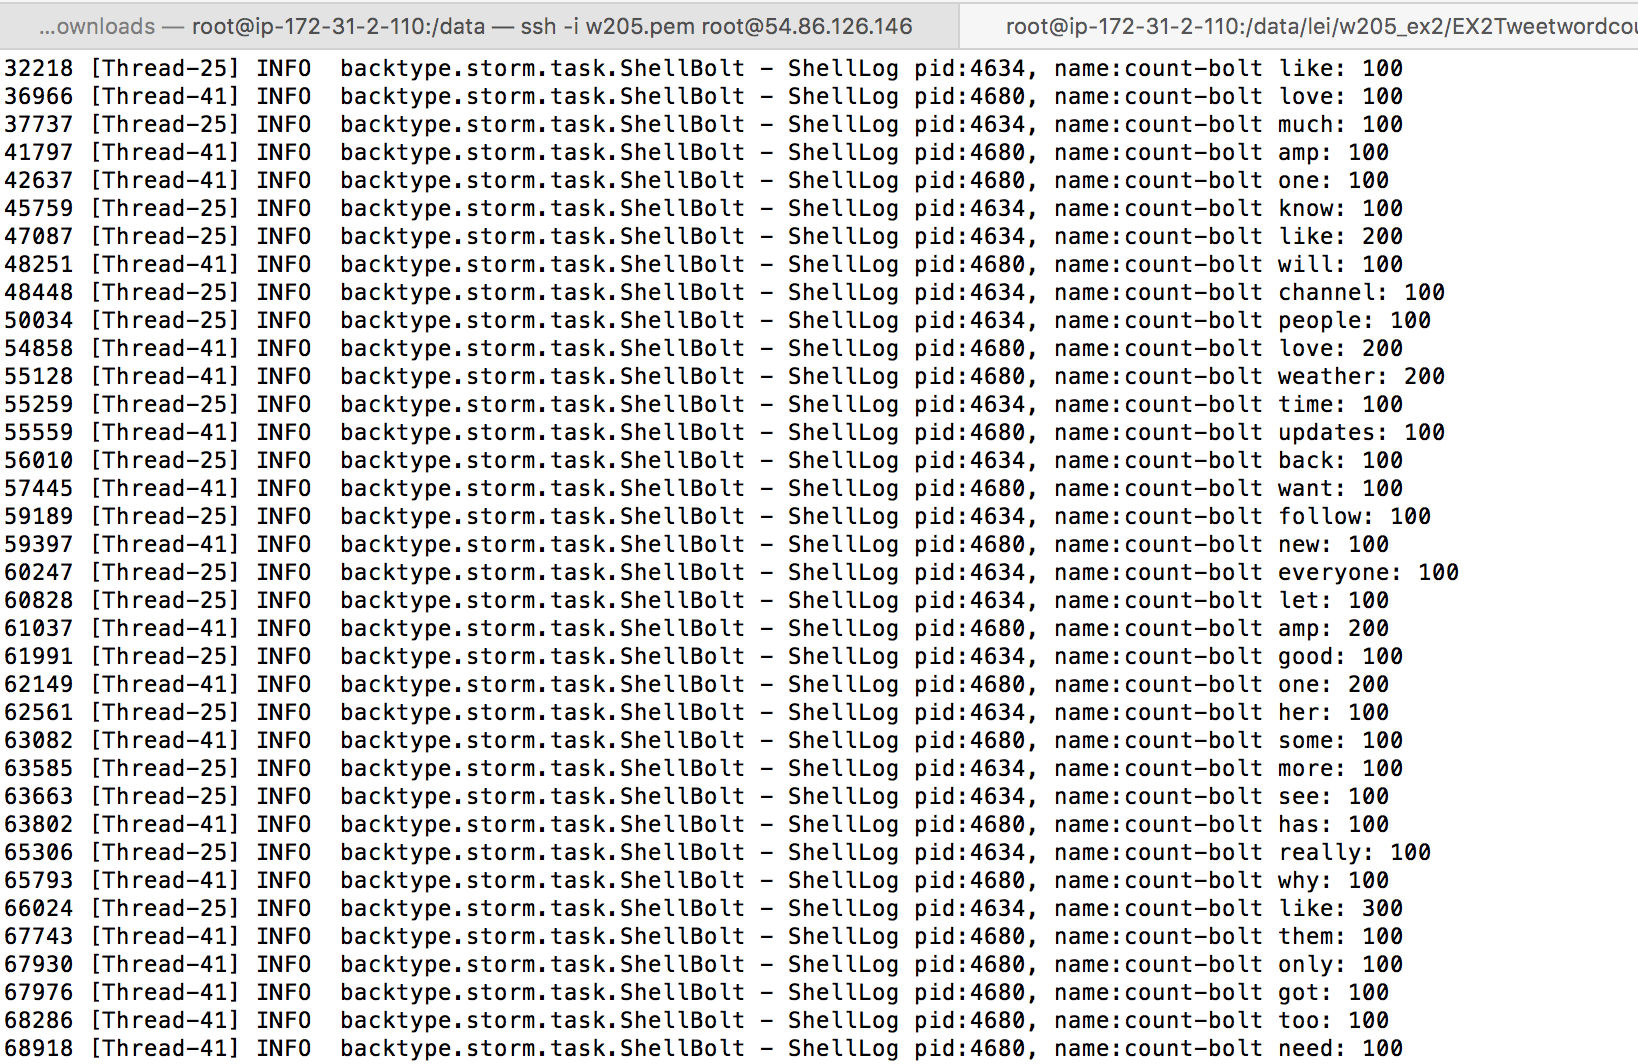 ...ownloads — root@ip-172-31-2-110:/data — ssh -i w205.pem root@54.86.126.146
root@ip-172-31-2-110:/data/lei/w205_ex2/EX2Tweetwordcou
32218 [Thread-25] INFO  backtype.storm.task.ShellBolt - ShellLog pid:4634, name:count-bolt like: 100
36966 [Thread-41] INFO  backtype.storm.task.ShellBolt - ShellLog pid:4680, name:count-bolt love: 100
37737 [Thread-25] INFO  backtype.storm.task.ShellBolt - ShellLog pid:4634, name:count-bolt much: 100
41797 [Thread-41] INFO  backtype.storm.task.ShellBolt - ShellLog pid:4680, name:count-bolt amp: 100
42637 [Thread-41] INFO  backtype.storm.task.ShellBolt - ShellLog pid:4680, name:count-bolt one: 100
45759 [Thread-25] INFO  backtype.storm.task.ShellBolt - ShellLog pid:4634, name:count-bolt know: 100
47087 [Thread-25] INFO  backtype.storm.task.ShellBolt - ShellLog pid:4634, name:count-bolt like: 200
48251 [Thread-41] INFO  backtype.storm.task.ShellBolt - ShellLog pid:4680, name:count-bolt will: 100
48448 [Thread-25] INFO  backtype.storm.task.ShellBolt - ShellLog pid:4634, name:count-bolt channel: 100
50034 [Thread-25] INFO  backtype.storm.task.ShellBolt - ShellLog pid:4634, name:count-bolt people: 100
54858 [Thread-41] INFO  backtype.storm.task.ShellBolt - ShellLog pid:4680, name:count-bolt love: 200
55128 [Thread-41] INFO  backtype.storm.task.ShellBolt - ShellLog pid:4680, name:count-bolt weather: 200
55259 [Thread-25] INFO  backtype.storm.task.ShellBolt - ShellLog pid:4634, name:count-bolt time: 100
55559 [Thread-41] INFO  backtype.storm.task.ShellBolt - ShellLog pid:4680, name:count-bolt updates: 100
56010 [Thread-25] INFO  backtype.storm.task.ShellBolt - ShellLog pid:4634, name:count-bolt back: 100
57445 [Thread-41] INFO  backtype.storm.task.ShellBolt - ShellLog pid:4680, name:count-bolt want: 100
59189 [Thread-25] INFO  backtype.storm.task.ShellBolt - ShellLog pid:4634, name:count-bolt follow: 100
59397 [Thread-41] INFO  backtype.storm.task.ShellBolt - ShellLog pid:4680, name:count-bolt new: 100
60247 [Thread-25] INFO  backtype.storm.task.ShellBolt - ShellLog pid:4634, name:count-bolt everyone: 100
60828 [Thread-25] INFO  backtype.storm.task.ShellBolt - ShellLog pid:4634, name:count-bolt let: 100
61037 [Thread-41] INFO  backtype.storm.task.ShellBolt - ShellLog pid:4680, name:count-bolt amp: 200
61991 [Thread-25] INFO  backtype.storm.task.ShellBolt - ShellLog pid:4634, name:count-bolt good: 100
62149 [Thread-41] INFO  backtype.storm.task.ShellBolt - ShellLog pid:4680, name:count-bolt one: 200
62561 [Thread-25] INFO  backtype.storm.task.ShellBolt - ShellLog pid:4634, name:count-bolt her: 100
63082 [Thread-41] INFO  backtype.storm.task.ShellBolt - ShellLog pid:4680, name:count-bolt some: 100
63585 [Thread-25] INFO  backtype.storm.task.ShellBolt - ShellLog pid:4634, name:count-bolt more: 100
63663 [Thread-25] INFO  backtype.storm.task.ShellBolt - ShellLog pid:4634, name:count-bolt see: 100
63802 [Thread-41] INFO  backtype.storm.task.ShellBolt - ShellLog pid:4680, name:count-bolt has: 100
65306 [Thread-25] INFO  backtype.storm.task.ShellBolt - ShellLog pid:4634, name:count-bolt really: 100
65793 [Thread-41] INFO  backtype.storm.task.ShellBolt - ShellLog pid:4680, name:count-bolt why: 100
66024 [Thread-25] INFO  backtype.storm.task.ShellBolt - ShellLog pid:4634, name:count-bolt like: 300
67743 [Thread-41] INFO  backtype.storm.task.ShellBolt - ShellLog pid:4680, name:count-bolt them: 100
67930 [Thread-41] INFO  backtype.storm.task.ShellBolt - ShellLog pid:4680, name:count-bolt only: 100
67976 [Thread-41] INFO  backtype.storm.task.ShellBolt - ShellLog pid:4680, name:count-bolt got: 100
68286 [Thread-41] INFO  backtype.storm.task.ShellBolt - ShellLog pid:4680, name:count-bolt too: 100
68918 [Thread-41] INFO  backtype.storm.task.ShellBolt - ShellLog pid:4680, name:count-bolt need: 100